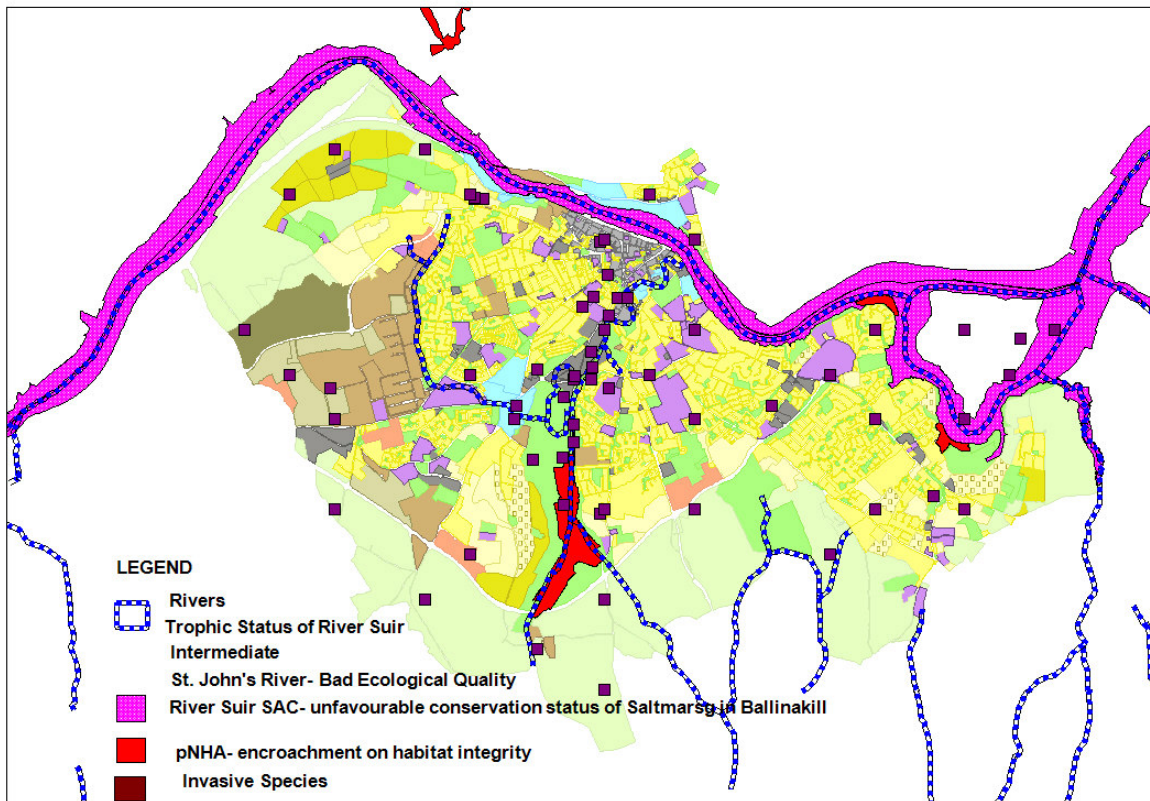 LEGEND
Rivers
Trophic Status of River Suir
Intermediate
St. John's River- Bad Ecological Quality
River Suir SAC- unfavourable conservation status of Saltmarsg in Ballinakill
pNHA- encroachment on habitat integrity
Invasive Species